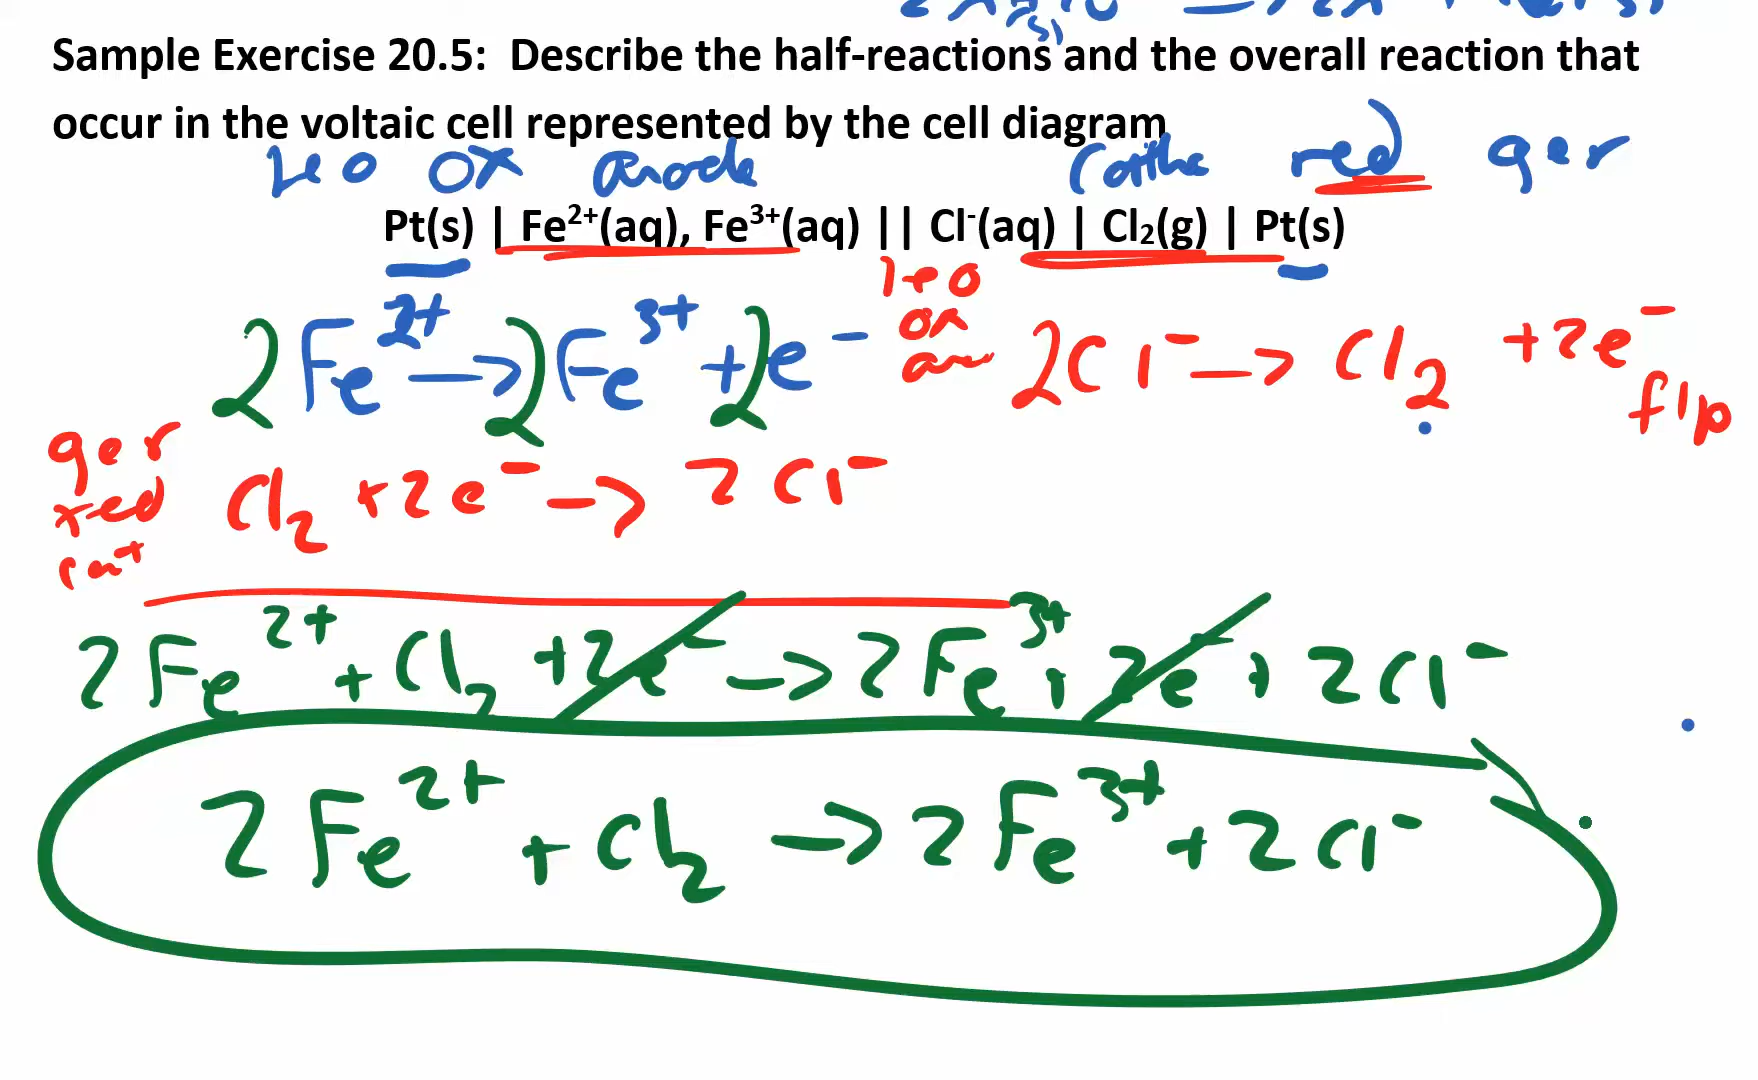 Sample Exercise 20.5: Describe the half-reactions and the overall reaction that
occur in the voltaic cell represented by the cell diagram
Leo ox anode red ger
Pt(s) | Fe²⁺(aq), Fe³⁺(aq) || Cl⁻(aq) | Cl₂(g) | Pt(s)
leo
ox
an
2Fe²⁺ → 2Fe³⁺ + 2e⁻
2Cl⁻ → Cl₂ + 2e⁻
flip
ger
red
cat
Cl₂ + 2e⁻ → 2Cl⁻
2Fe²⁺ + Cl₂ + 2e⁻ → 2Fe³⁺ + 2e⁻ + 2Cl⁻
2Fe²⁺ + Cl₂ → 2Fe³⁺ + 2Cl⁻